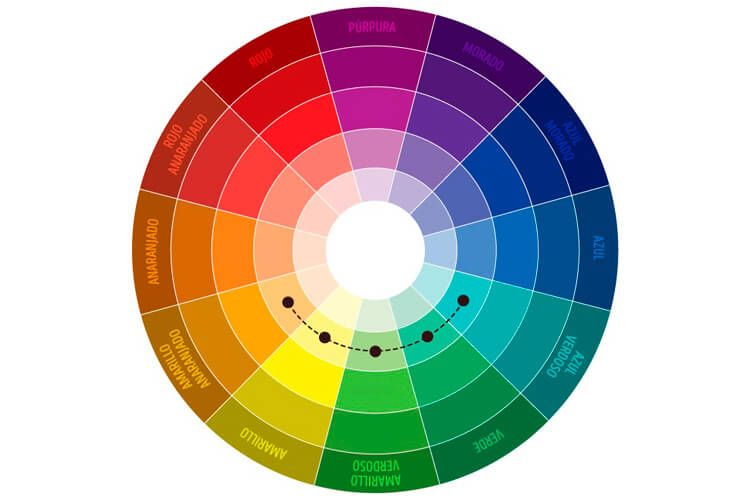 PÚRPURA
MORADO
AZUL
MORADO
AZUL
AZUL
VERDOSO
VERDE
AMARILLO
VERDOSO
AMARILLO
AMARILLO
ANARANJADO
ANARANJADO
ROJO
ANARANJADO
ROJO